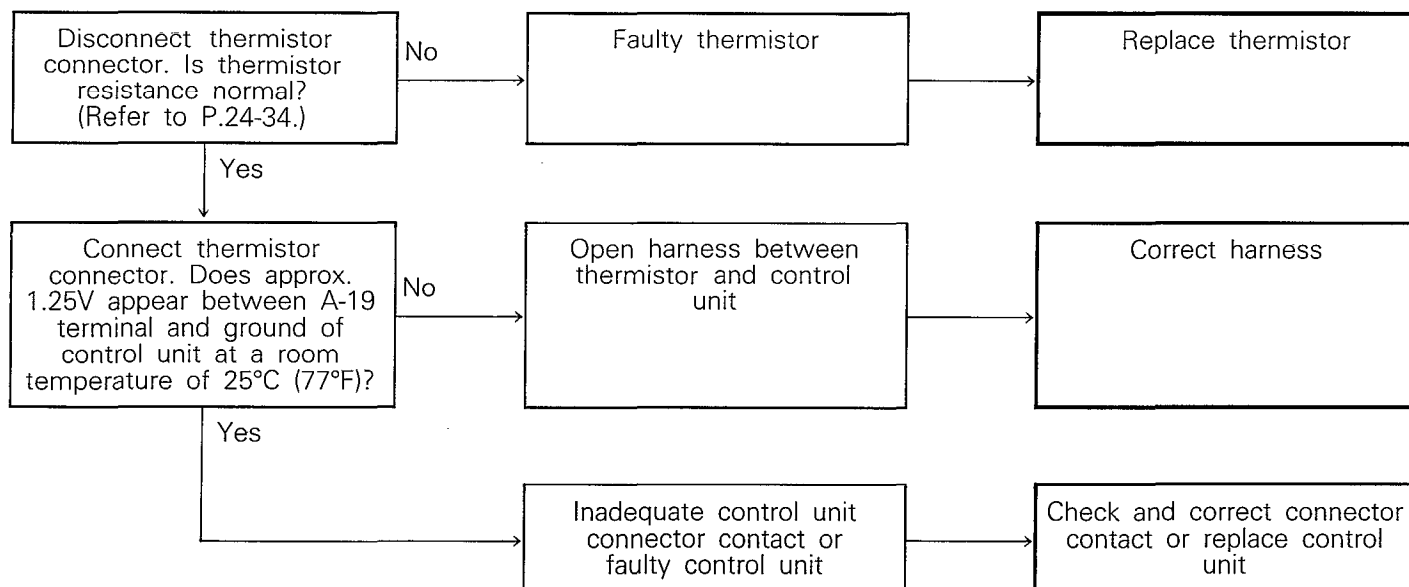 Disconnect thermistor
connector. Is thermistor
resistance normal?
(Refer to P.24-34.)
No
Faulty thermistor
Replace thermistor
Yes
Connect thermistor
connector. Does approx.
1.25V appear between A-19
terminal and ground of
control unit at a room
temperature of 25°C (77°F)?
No
Open harness between
thermistor and control
unit
Correct harness
Yes
Inadequate control unit
connector contact or
faulty control unit
Check and correct connector
contact or replace control
unit